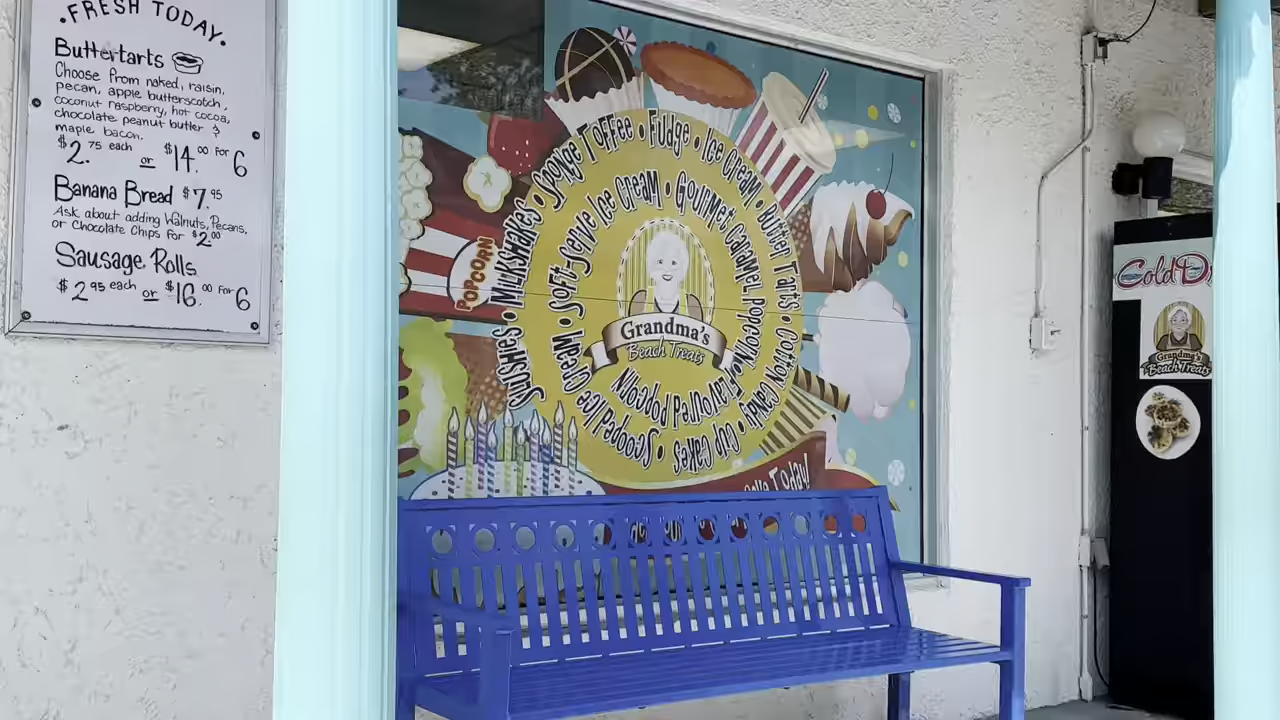 • FRESH TODAY •
Buttertarts
Choose from naked, raisin,
pecan, apple butterscotch,
coconut raspberry, hot cocoa,
chocolate peanut butter &
maple bacon.
$2.75 each or $14.00 for 6
Banana Bread $7.95
Ask about adding Walnuts, Pecans,
or Chocolate Chips for $2.00
Sausage Rolls
$2.95 each or $16.00 for 6
Slushies • Milkshakes • Sponge Toffee • Fudge • Ice Cream • Butter Tarts • Cotton Candy • Cup Cakes • Scooped Ice Cream • Soft-Serve Ice Cream • Gourmet Caramel Popcorn • Flavoured Popcorn
Grandma's
Beach Treats
POPCORN
Today!
Cold
Grandma's
Beach Treats